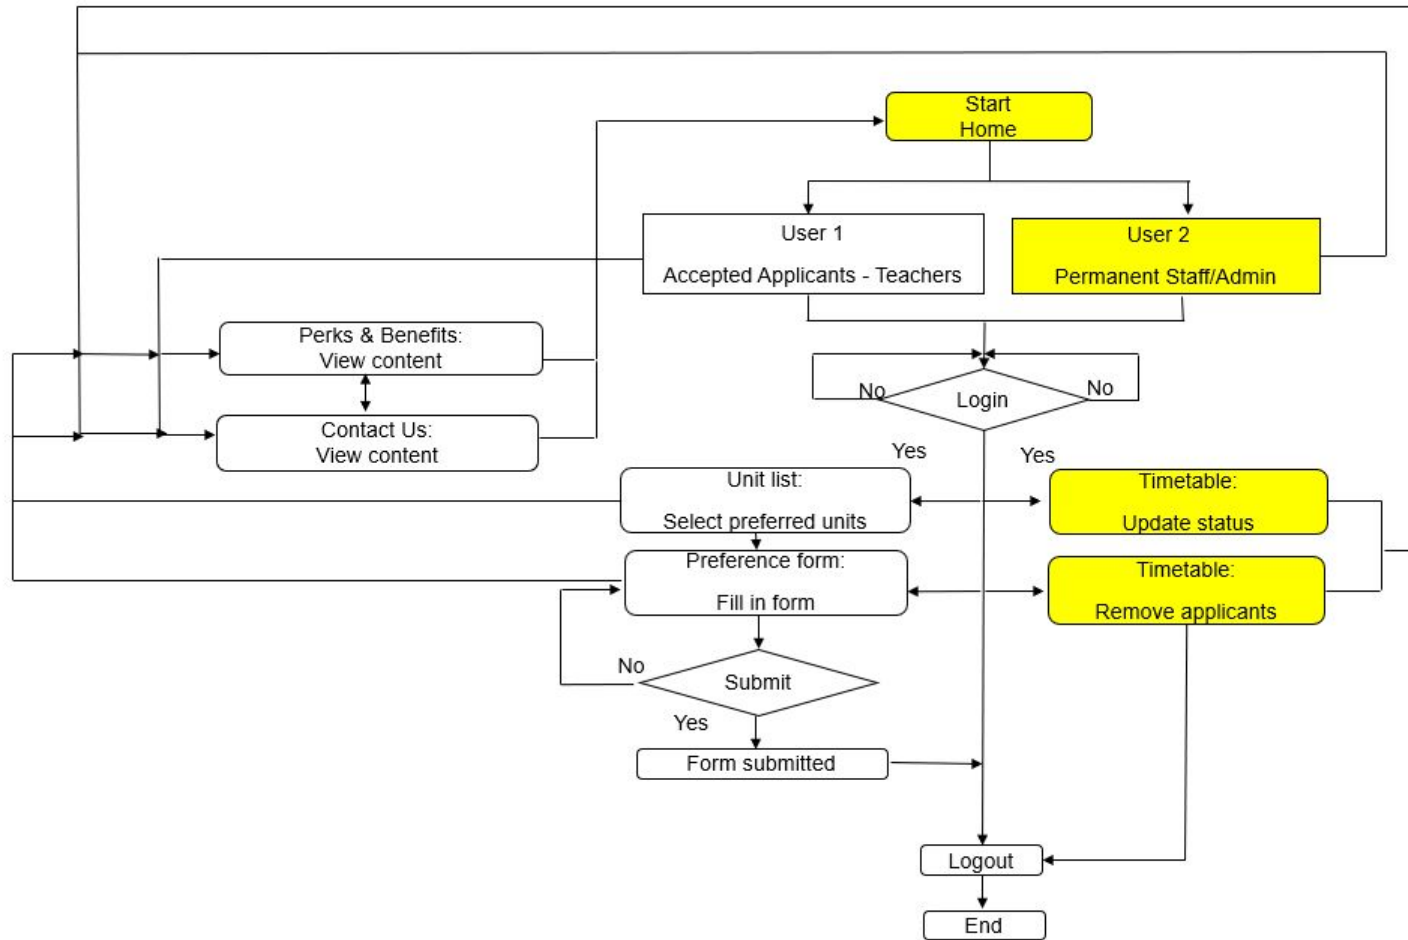 Start
Home
User 1
Accepted Applicants - Teachers
User 2
Permanent Staff/Admin
Perks & Benefits:
View content
Contact Us:
View content
No
Login
No
Yes
Yes
Unit list:
Select preferred units
Timetable:
Update status
Preference form:
Fill in form
Timetable:
Remove applicants
No
Submit
Yes
Form submitted
Logout
End